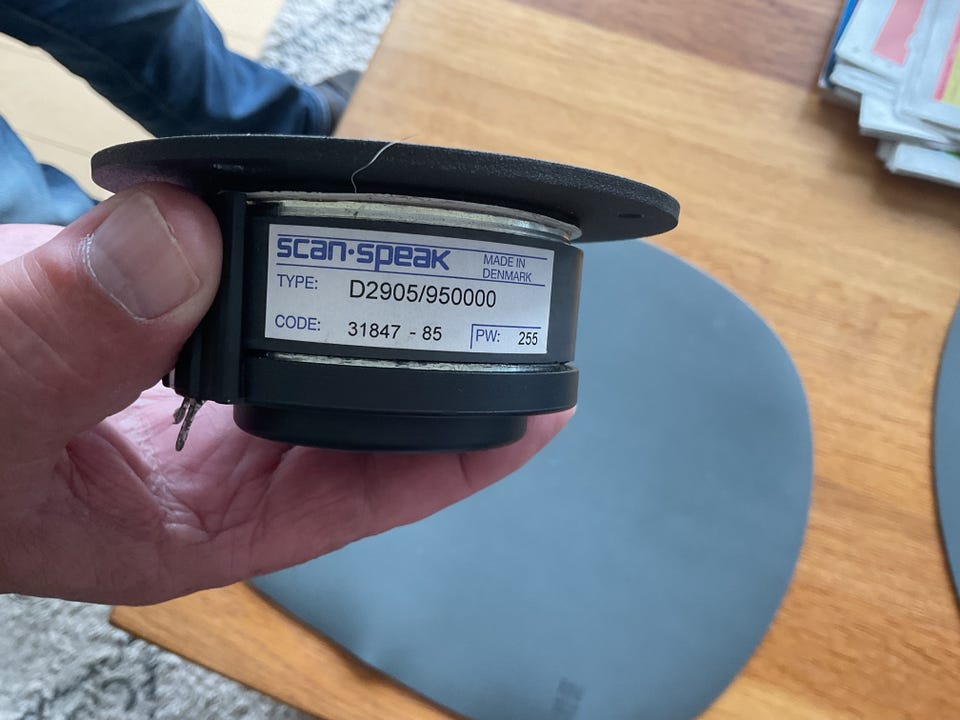 scan·speak
MADE IN
DENMARK
TYPE: D2905/950000
CODE: 31847 - 85 PW: 255